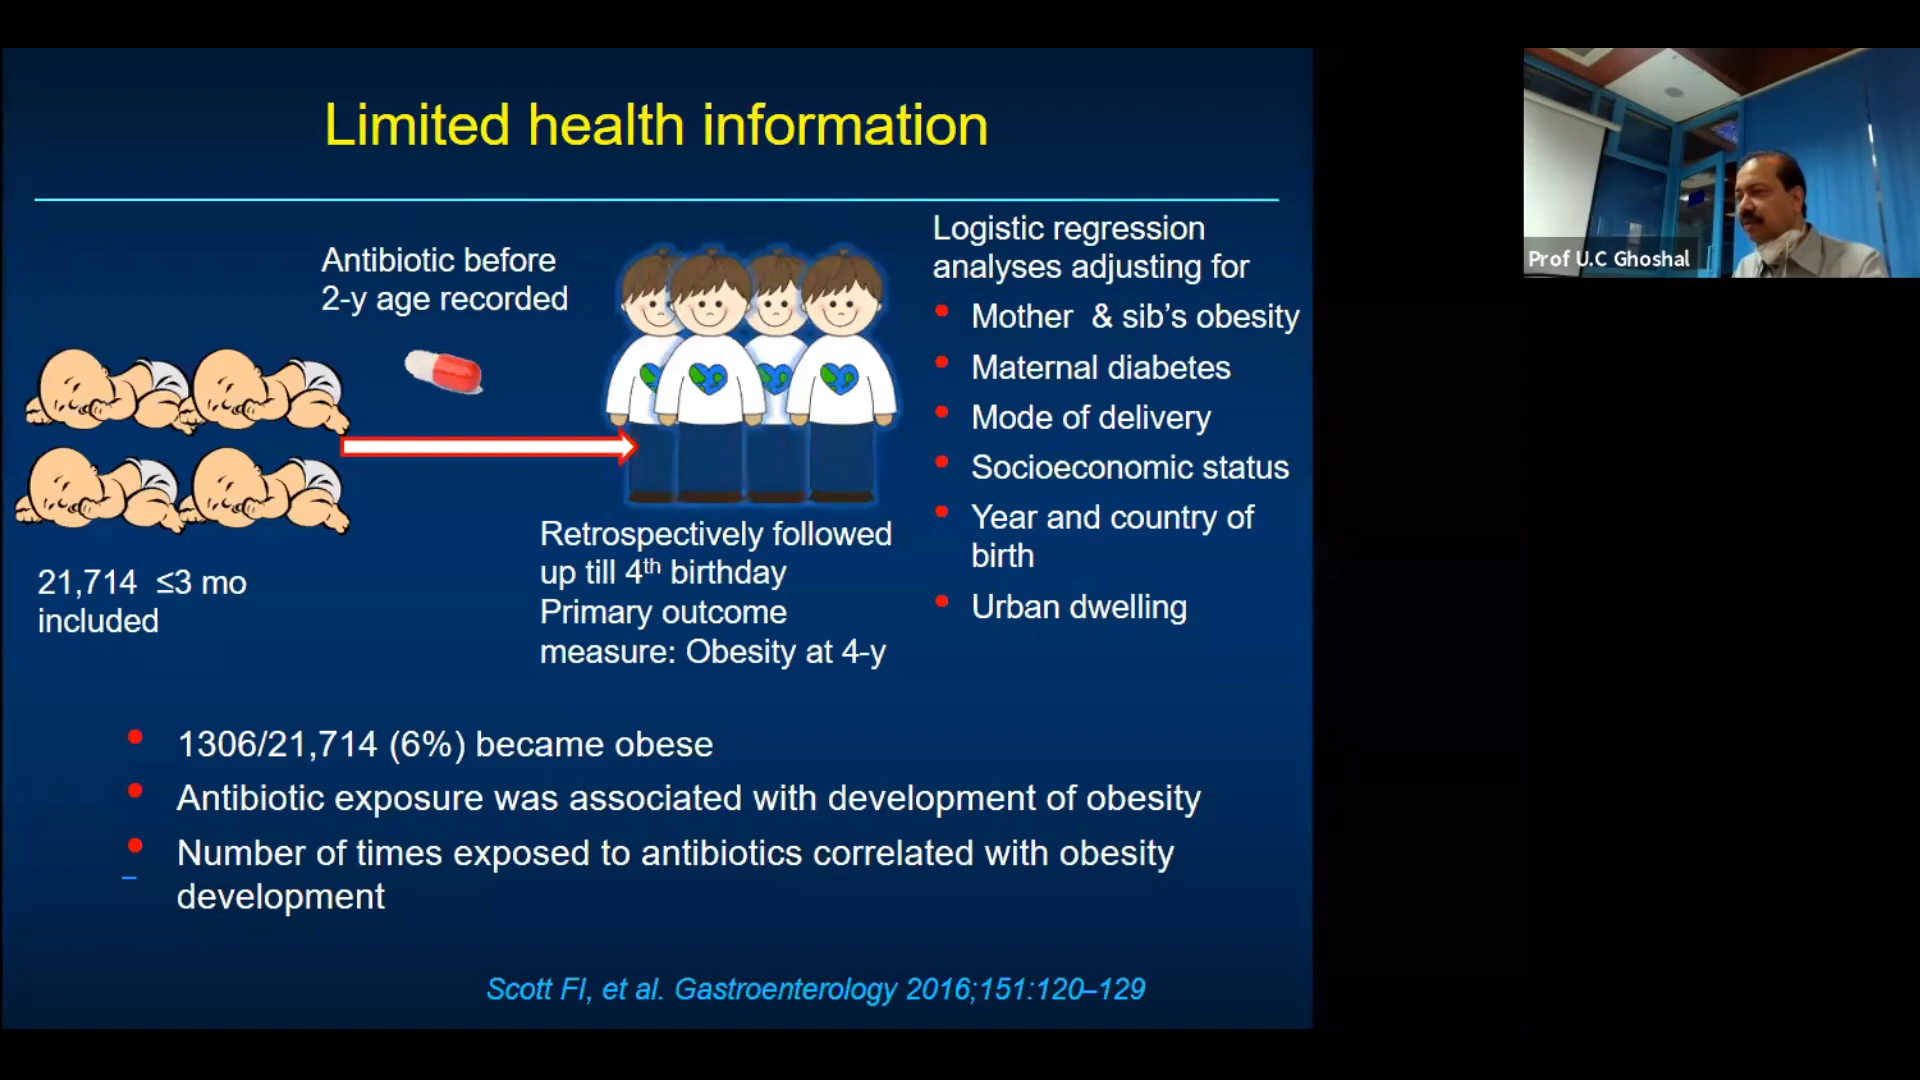 Limited health information
Antibiotic before
2-y age recorded
21,714  ≤3 mo
included
Retrospectively followed
up till 4th birthday
Primary outcome
measure: Obesity at 4-y
Logistic regression
analyses adjusting for
• Mother  & sib's obesity
• Maternal diabetes
• Mode of delivery
• Socioeconomic status
• Year and country of
birth
• Urban dwelling
• 1306/21,714 (6%) became obese
• Antibiotic exposure was associated with development of obesity
• Number of times exposed to antibiotics correlated with obesity
development
Scott FI, et al. Gastroenterology 2016;151:120–129
Prof U.C Ghoshal